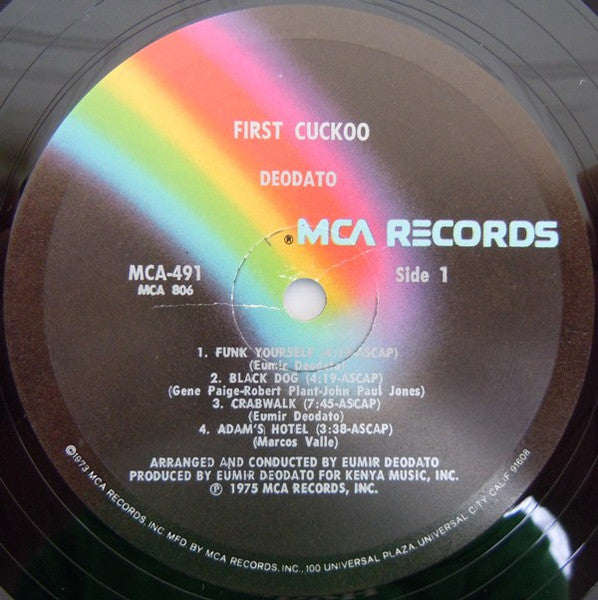 FIRST CUCKOO
DEODATO
® MCA RECORDS
MCA-491
MCA 806
Side 1
1. FUNK YOURSELF ASCAP)
(Eumir Deodato)
2. BLACK DOG (4:19-ASCAP)
(Gene Paige-Robert Plant-John Paul Jones)
3. CRABWALK (7:45-ASCAP)
(Eumir Deodato)
4. ADAM'S HOTEL (3:38-ASCAP)
(Marcos Valle)
ARRANGED AND CONDUCTED BY EUMIR DEODATO
PRODUCED BY EUMIR DEODATO FOR KENYA MUSIC, INC.
℗ 1975 MCA RECORDS, INC.
©1973 MCA RECORDS, INC. MFD. BY MCA RECORDS, INC., 100 UNIVERSAL PLAZA, UNIVERSAL CITY, CALIF. 91608